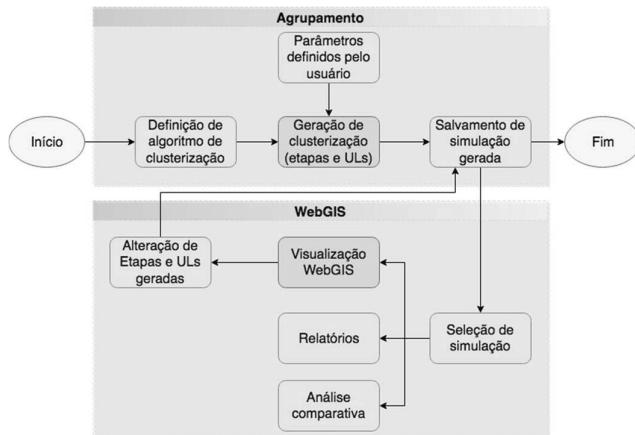 Agrupamento
Parâmetros
definidos pelo
usuário
Início
Definição de
algoritmo de
clusterização
Geração de
clusterização
(etapas e ULs)
Salvamento de
simulação
gerada
Fim
WebGIS
Alteração de
Etapas e ULs
geradas
Visualização
WebGIS
Relatórios
Seleção de
simulação
Análise
comparativa